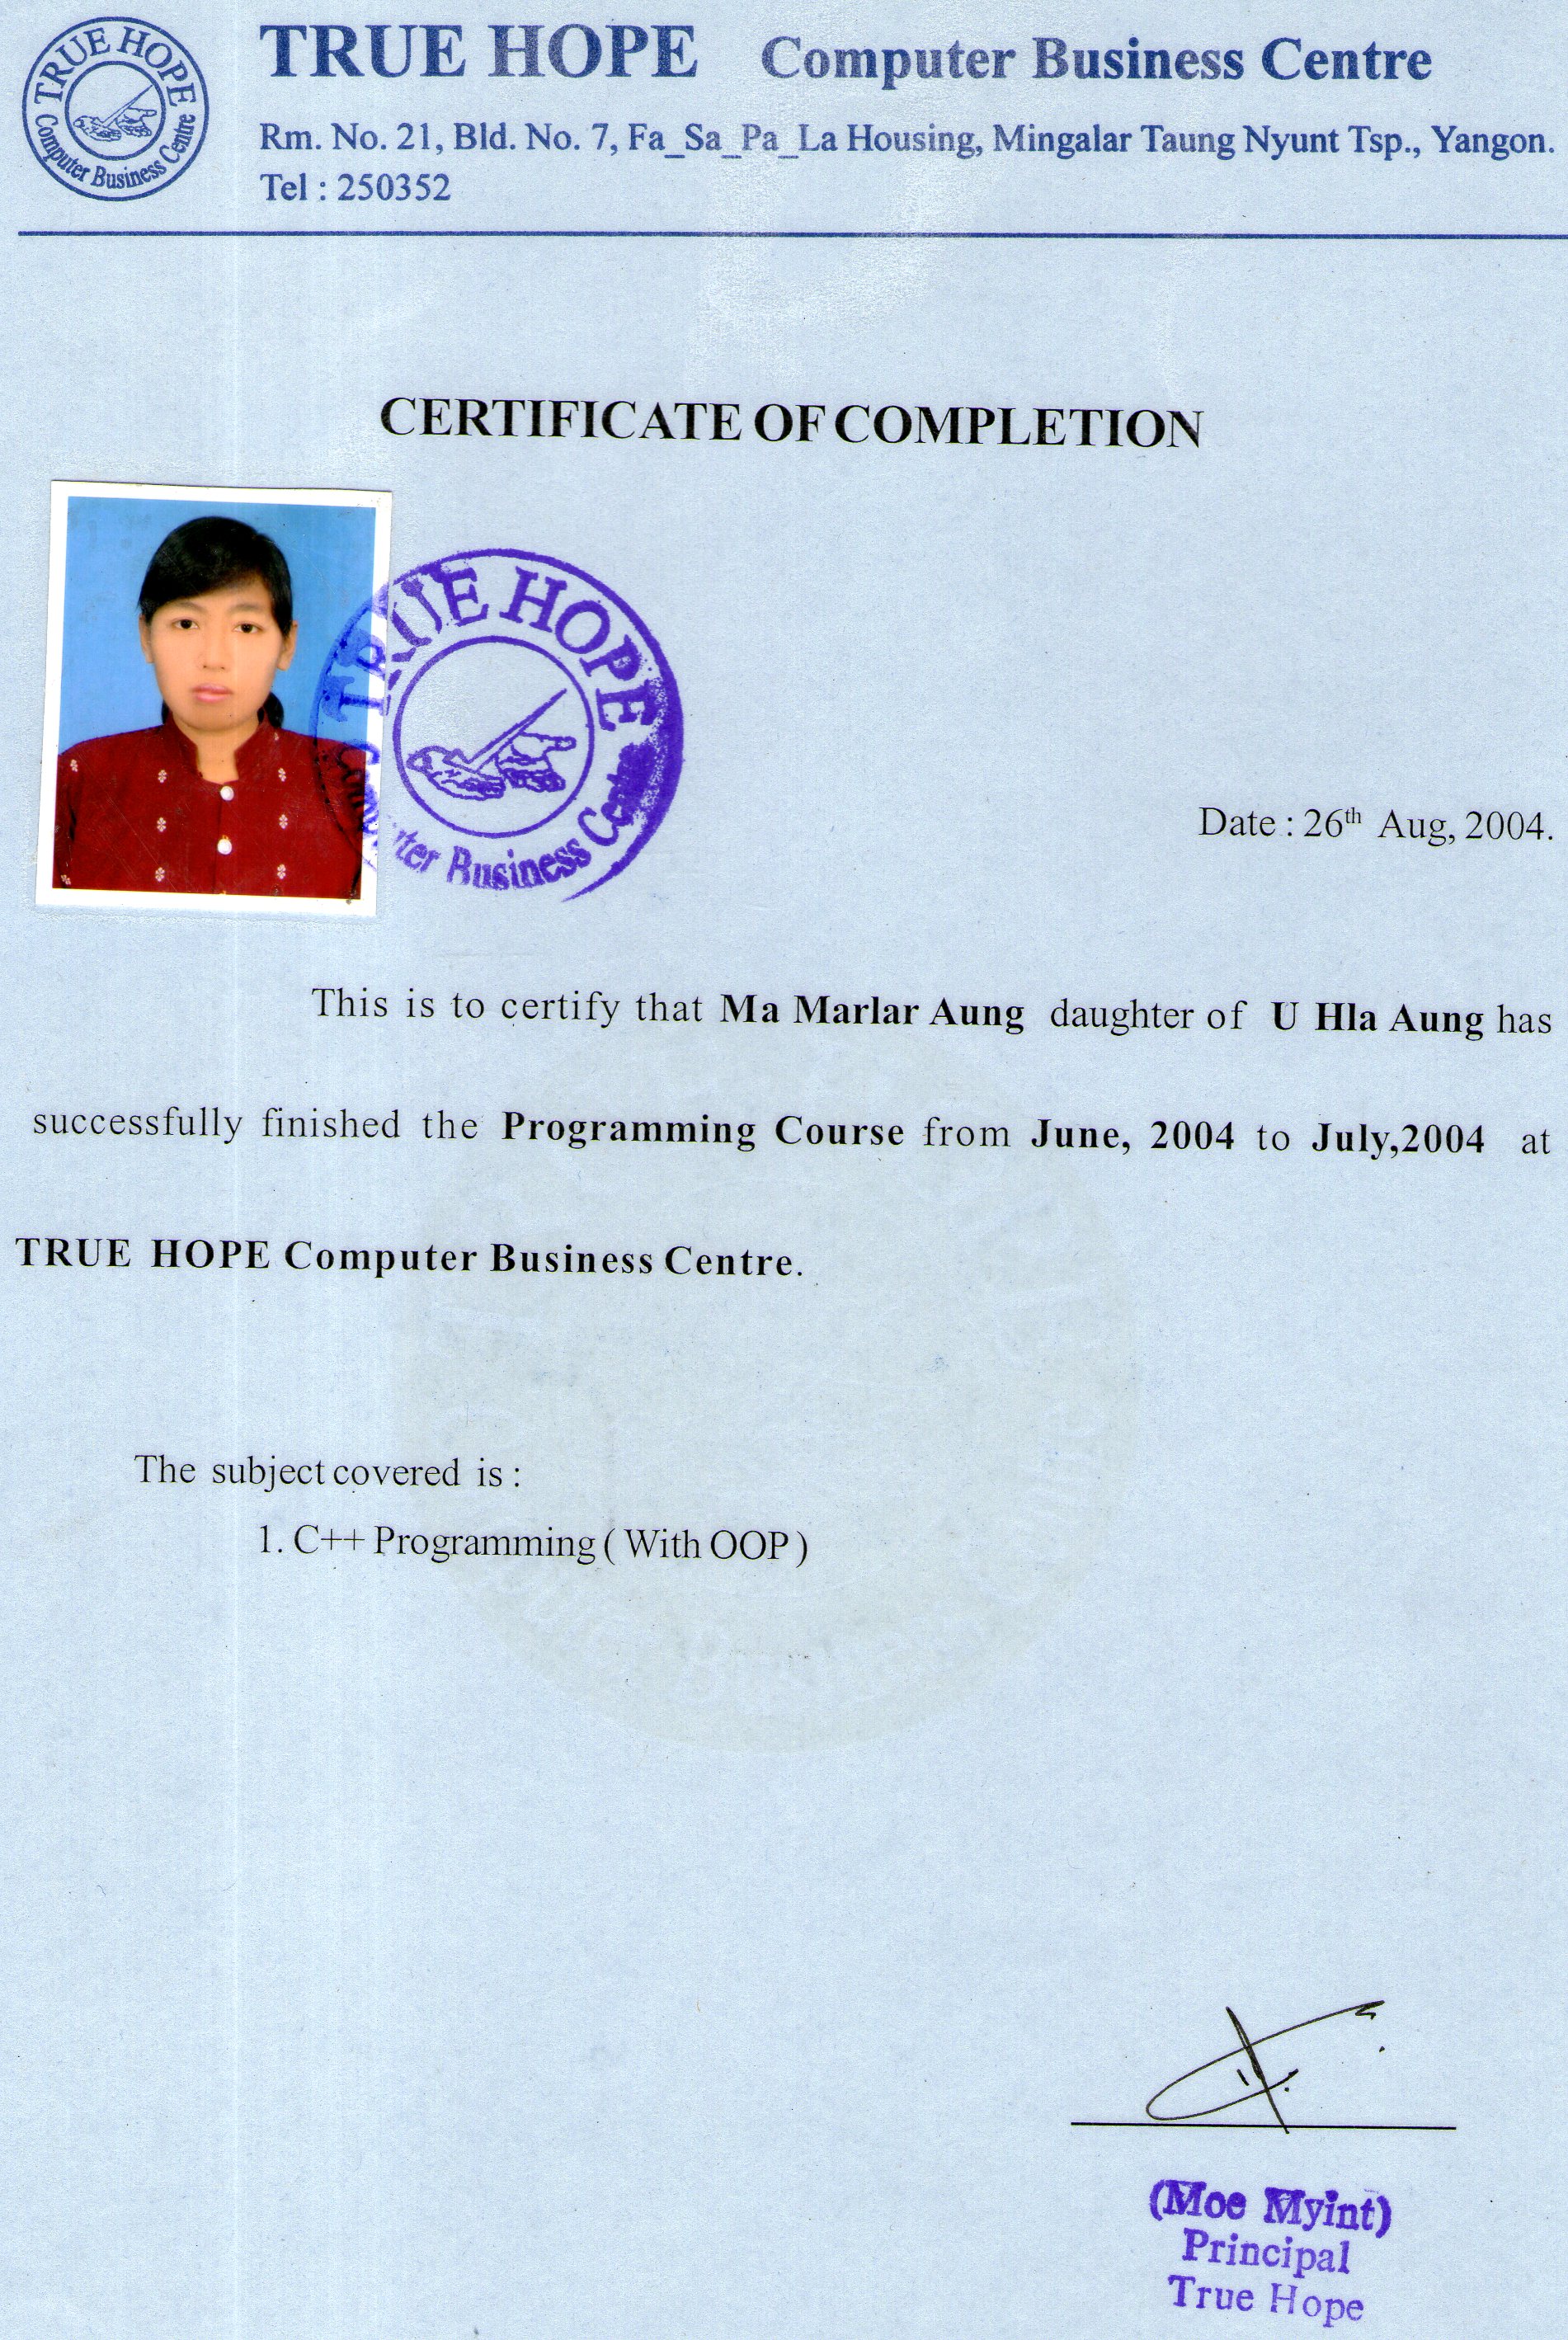 TRUE HOPE
Computer Business Centre
TRUE HOPE Computer Business Centre
Rm. No. 21, Bld. No. 7, Fa_Sa_Pa_La Housing, Mingalar Taung Nyunt Tsp., Yangon.
Tel : 250352
CERTIFICATE OF COMPLETION
TRUE HOPE
Computer Business Centre
Date : 26th Aug, 2004.
This is to certify that Ma Marlar Aung daughter of U Hla Aung has
successfully finished the Programming Course from June, 2004 to July,2004 at
TRUE HOPE Computer Business Centre.
The subject covered is :
1. C++ Programming ( With OOP )
(Moe Myint)
Principal
True Hope